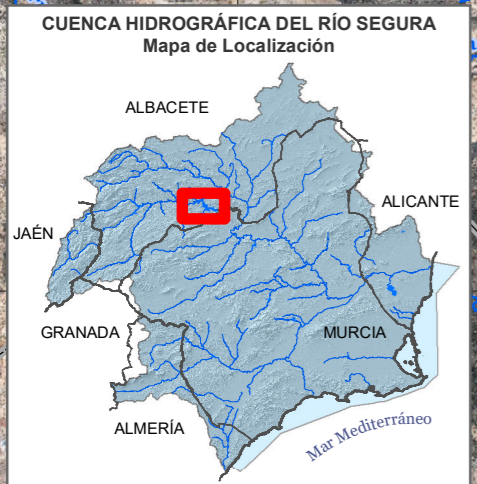 CUENCA HIDROGRÁFICA DEL RÍO SEGURA
Mapa de Localización
ALBACETE
ALICANTE
JAÉN
GRANADA
MURCIA
ALMERÍA
Mar Mediterráneo